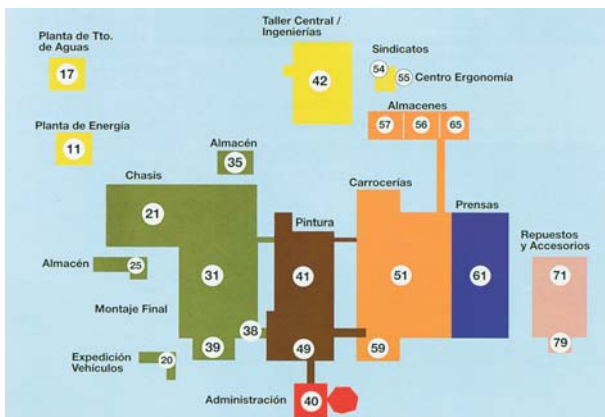 Taller Central /
Ingenierías
Planta de Tto.
de Aguas
17
42
Sindicatos
54
55
Centro Ergonomía
Almacenes
57
56
65
Planta de Energía
11
Almacén
35
Chasis
21
Carrocerías
Prensas
Pintura
Repuestos
y Accesorios
Almacén
25
31
41
51
61
71
Montaje Final
38
39
49
59
79
Expedición
Vehículos
20
Administración
40